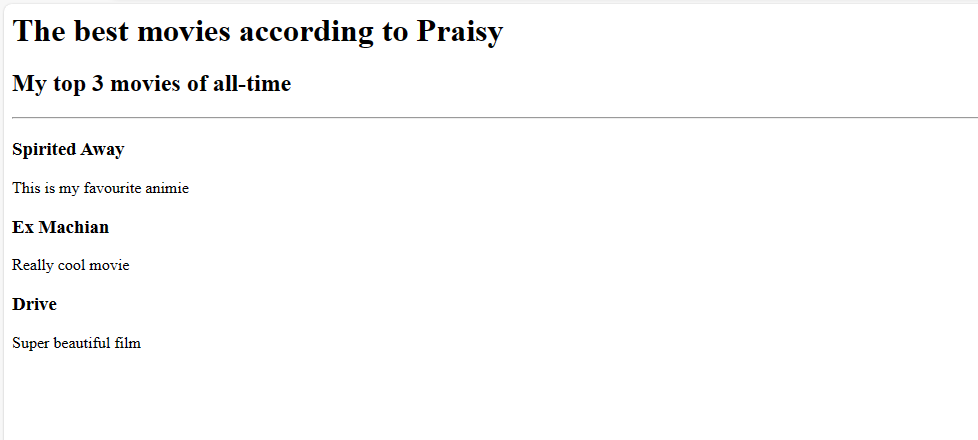 The best movies according to Praisy
My top 3 movies of all-time
Spirited Away
This is my favourite animie
Ex Machian
Really cool movie
Drive
Super beautiful film